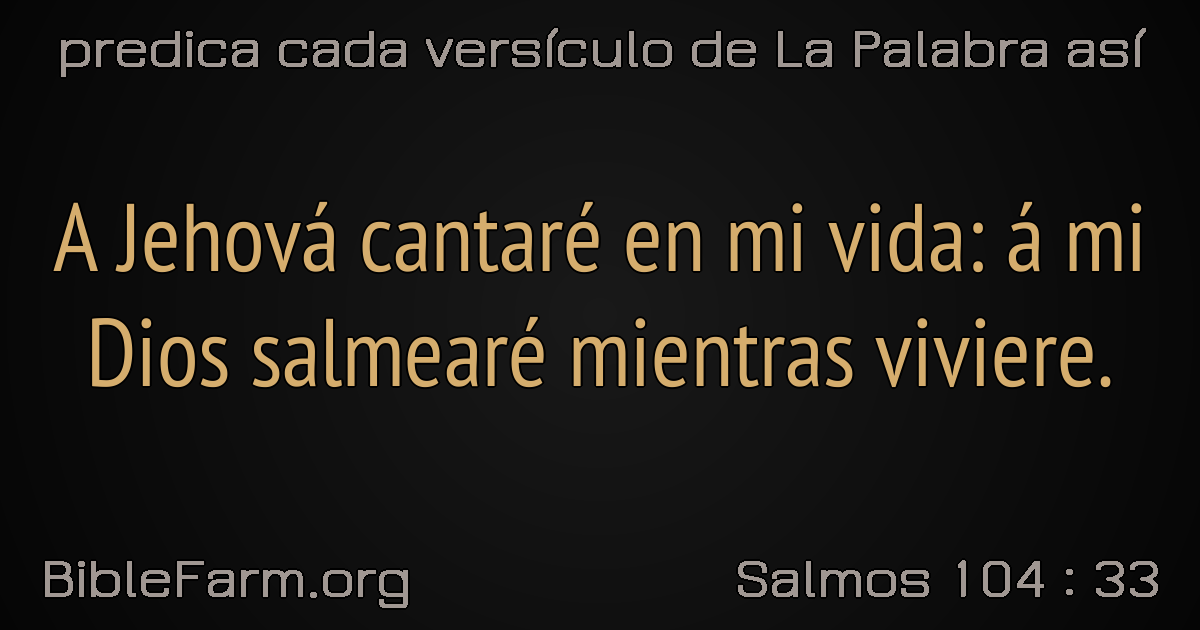 predica cada versículo de La Palabra así
A Jehová cantaré en mi vida: á mi
Dios salmearé mientras viviere.
BibleFarm.org
Salmos 104 : 33